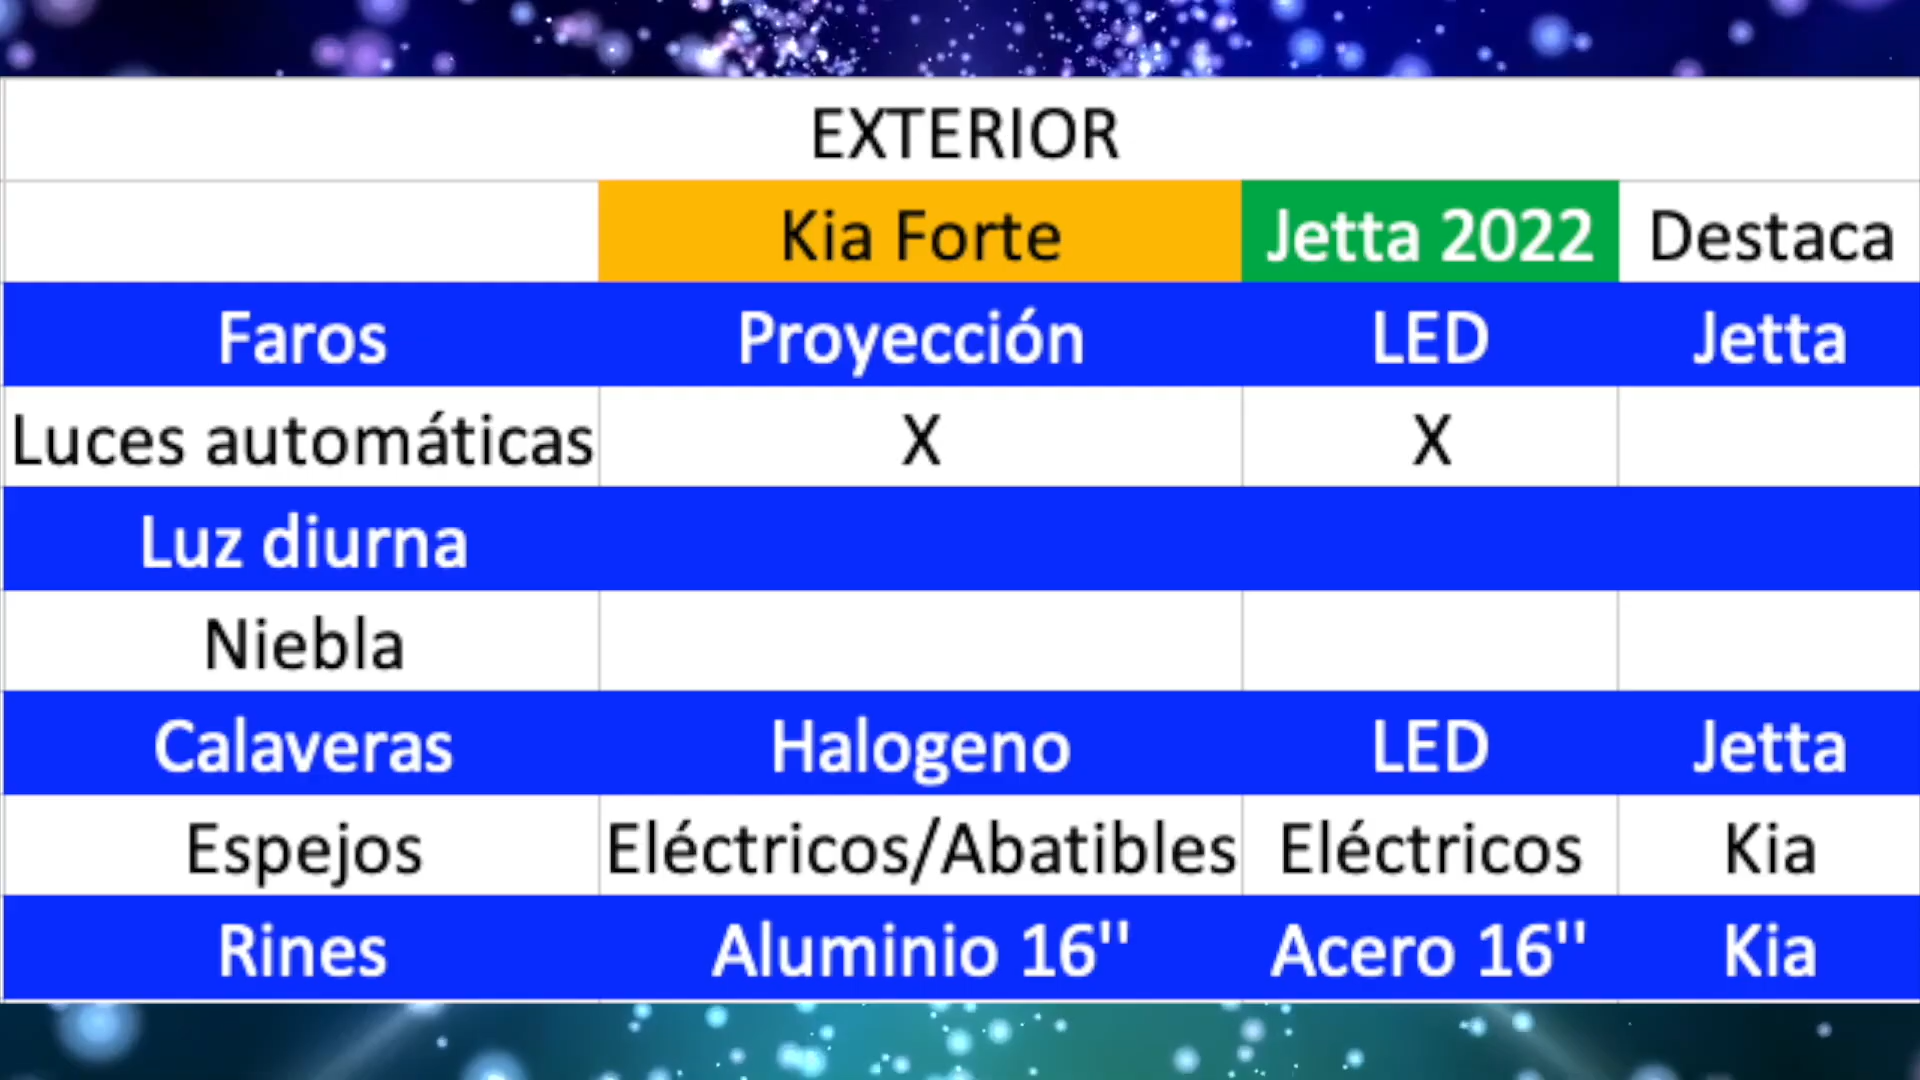 EXTERIOR
Kia Forte Jetta 2022 Destaca
Faros Proyección LED Jetta
Luces automáticas X X
Luz diurna
Niebla
Calaveras Halogeno LED Jetta
Espejos Eléctricos/Abatibles Eléctricos Kia
Rines Aluminio 16'' Acero 16'' Kia